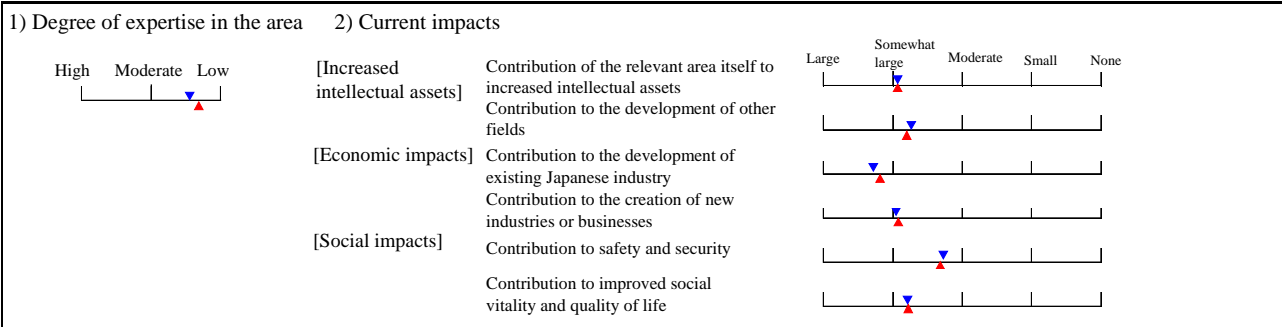 1) Degree of expertise in the area 2) Current impacts
High Moderate Low
[Increased
intellectual assets]
Contribution of the relevant area itself to
increased intellectual assets
Large Somewhat
large Moderate Small None
Contribution to the development of other
fields
[Economic impacts] Contribution to the development of
existing Japanese industry
Contribution to the creation of new
industries or businesses
[Social impacts]
Contribution to safety and security
Contribution to improved social
vitality and quality of life